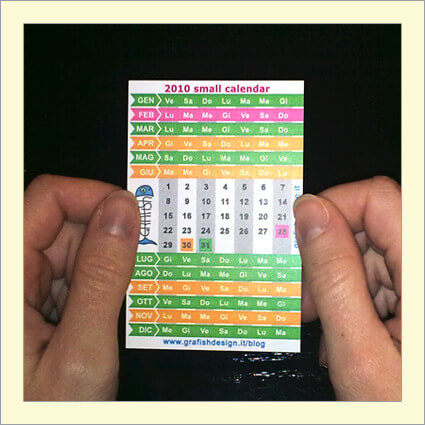 2010 small calendar
GEN Ve Sa Do Lu Ma Me Gi
FEB Lu Ma Me Gi Ve Sa Do
MAR Lu Ma Me Gi Ve Sa Do
APR Gi Ve Sa Do Lu Ma Me
MAG Sa Do Lu Ma Me Gi Ve
GIU Ma Me Gi Ve Sa Do Lu
1 2 3 4 5 6 7
8 9 10 11 12 13 14
15 16 17 18 19 20 21
22 23 24 25 26 27 28
29 30 31
GRAFISH
LUG Gi Ve Sa Do Lu Ma Me
AGO Do Lu Ma Me Gi Ve Sa
SET Me Gi Ve Sa Do Lu Ma
OTT Ve Sa Do Lu Ma Me Gi
NOV Lu Ma Me Gi Ve Sa Do
DIC Me Gi Ve Sa Do Lu Ma
www.grafishdesign.it/blog